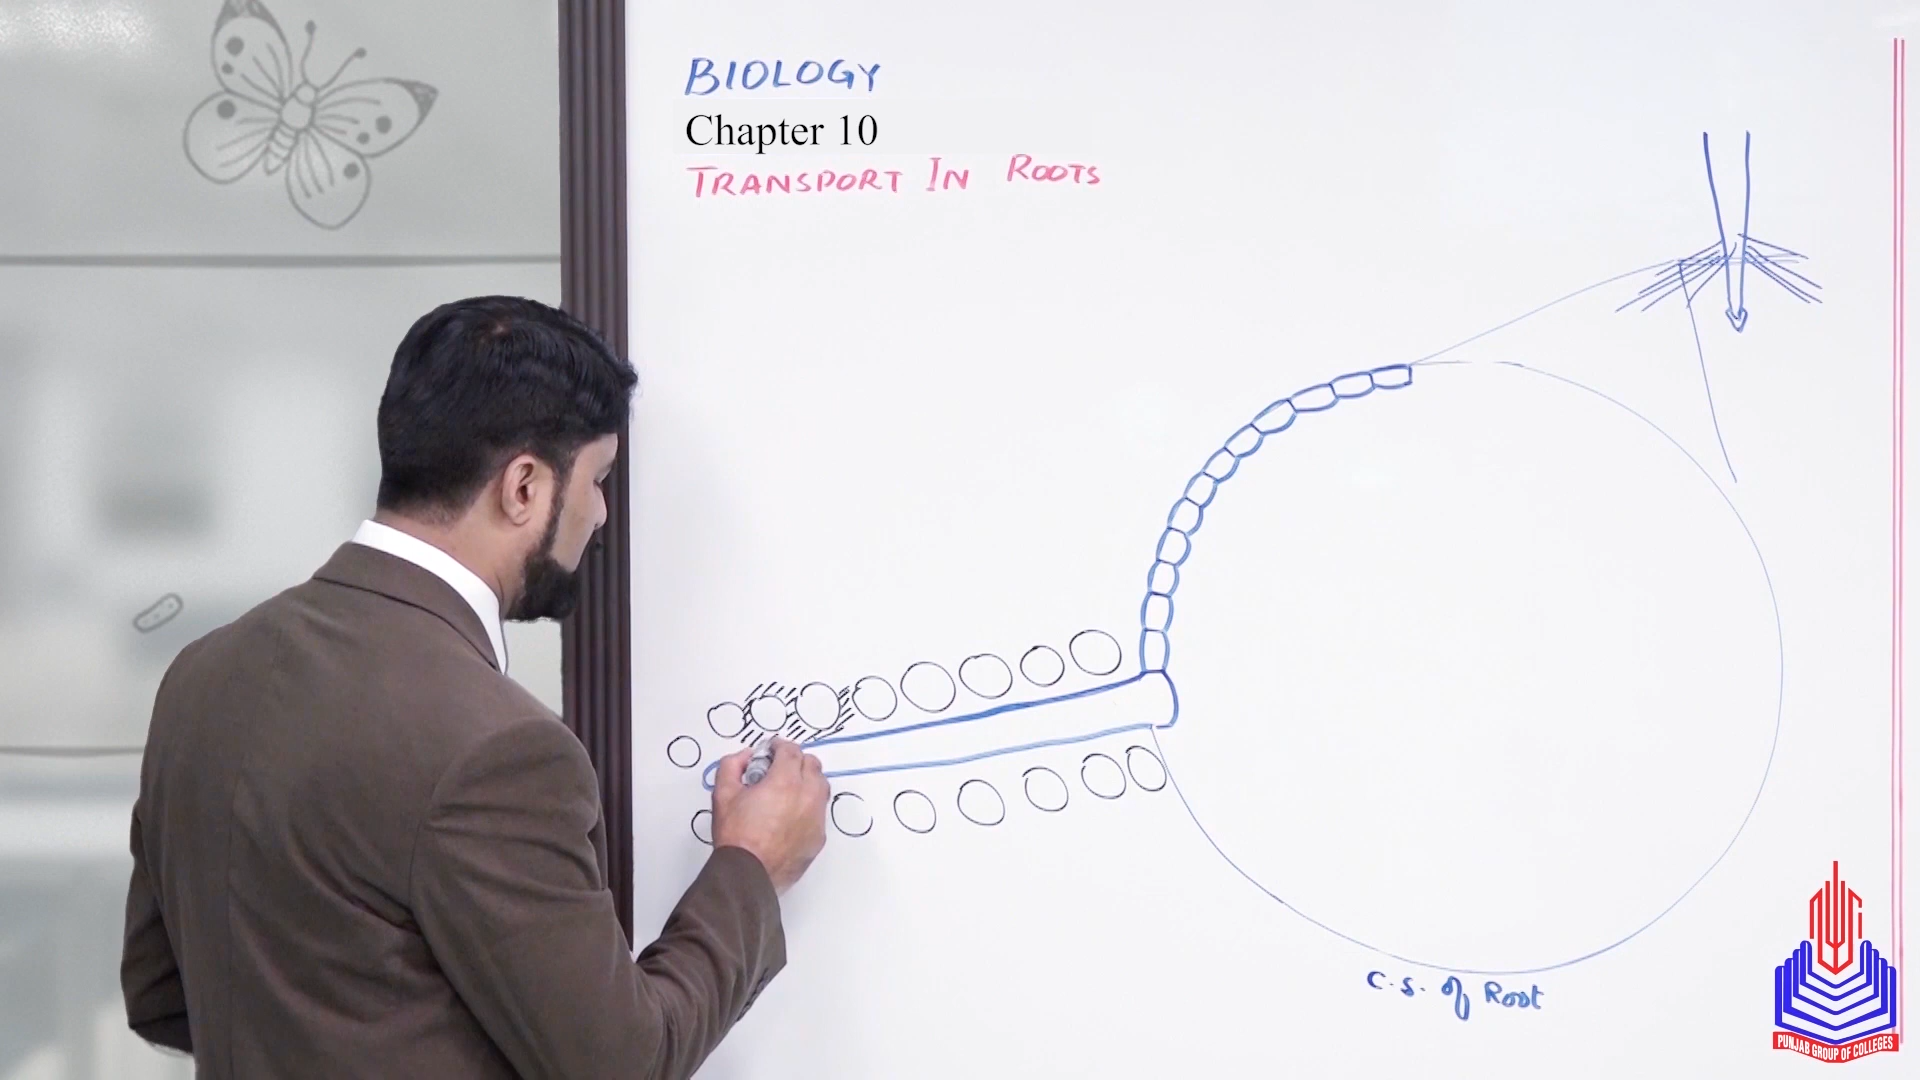 BIOLOGY
Chapter 10
TRANSPORT IN ROOTS
C.S. of Root
PUNJAB GROUP OF COLLEGES